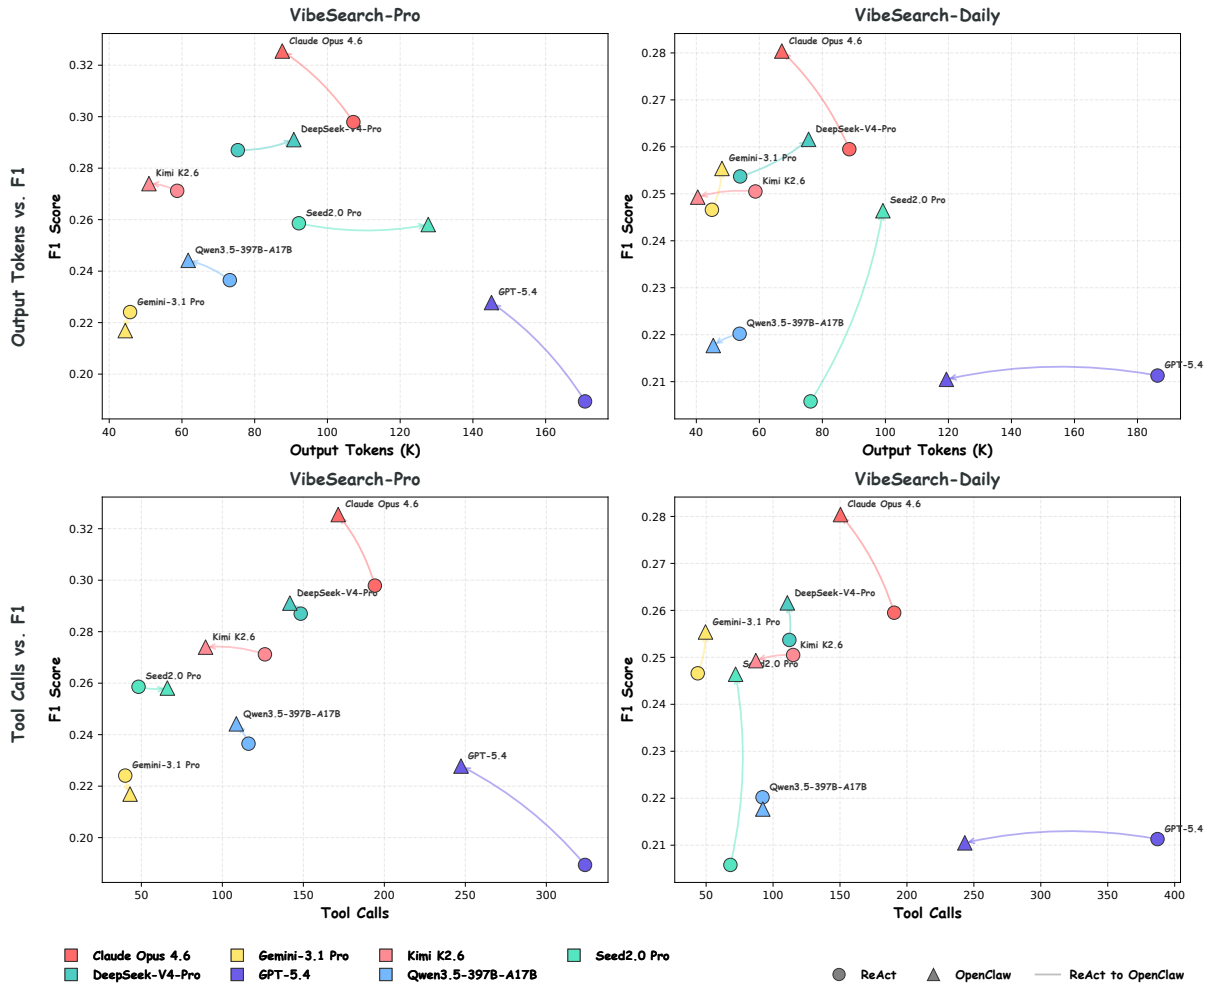 VibeSearch-Pro
VibeSearch-Daily
Output Tokens vs. F1
F1 Score
0.32
0.30
0.28
0.26
0.24
0.22
0.20
Claude Opus 4.6
DeepSeek-V4-Pro
Kimi K2.6
Seed2.0 Pro
Qwen3.5-397B-A17B
Gemini-3.1 Pro
GPT-5.4
40 60 80 100 120 140 160
Output Tokens (K)
F1 Score
0.28
0.27
0.26
0.25
0.24
0.23
0.22
0.21
Claude Opus 4.6
DeepSeek-V4-Pro
Gemini-3.1 Pro
Kimi K2.6
Seed2.0 Pro
Qwen3.5-397B-A17B
GPT-5.4
40 60 80 100 120 140 160 180
Output Tokens (K)
VibeSearch-Pro
VibeSearch-Daily
Tool Calls vs. F1
F1 Score
0.32
0.30
0.28
0.26
0.24
0.22
0.20
Claude Opus 4.6
DeepSeek-V4-Pro
Kimi K2.6
Seed2.0 Pro
Qwen3.5-397B-A17B
GPT-5.4
Gemini-3.1 Pro
50 100 150 200 250 300
Tool Calls
F1 Score
0.28
0.27
0.26
0.25
0.24
0.23
0.22
0.21
Claude Opus 4.6
DeepSeek-V4-Pro
Gemini-3.1 Pro
Kimi K2.6
Seed2.0 Pro
Qwen3.5-397B-A17B
GPT-5.4
50 100 150 200 250 300 350 400
Tool Calls
Claude Opus 4.6 Gemini-3.1 Pro Kimi K2.6 Seed2.0 Pro
DeepSeek-V4-Pro GPT-5.4 Qwen3.5-397B-A17B
ReAct OpenClaw ReAct to OpenClaw